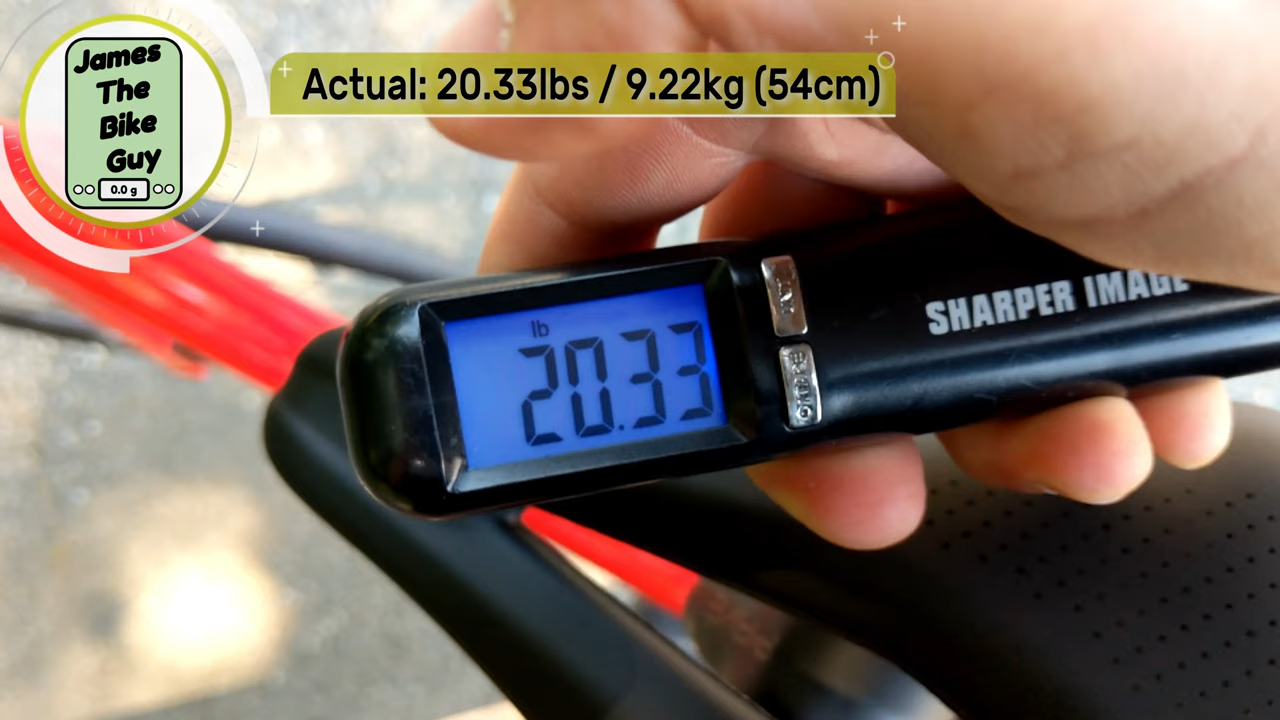 James
The
Bike
Guy
0.0 g
Actual: 20.33lbs / 9.22kg (54cm)
lb
20.33
SHARPER IMAGE